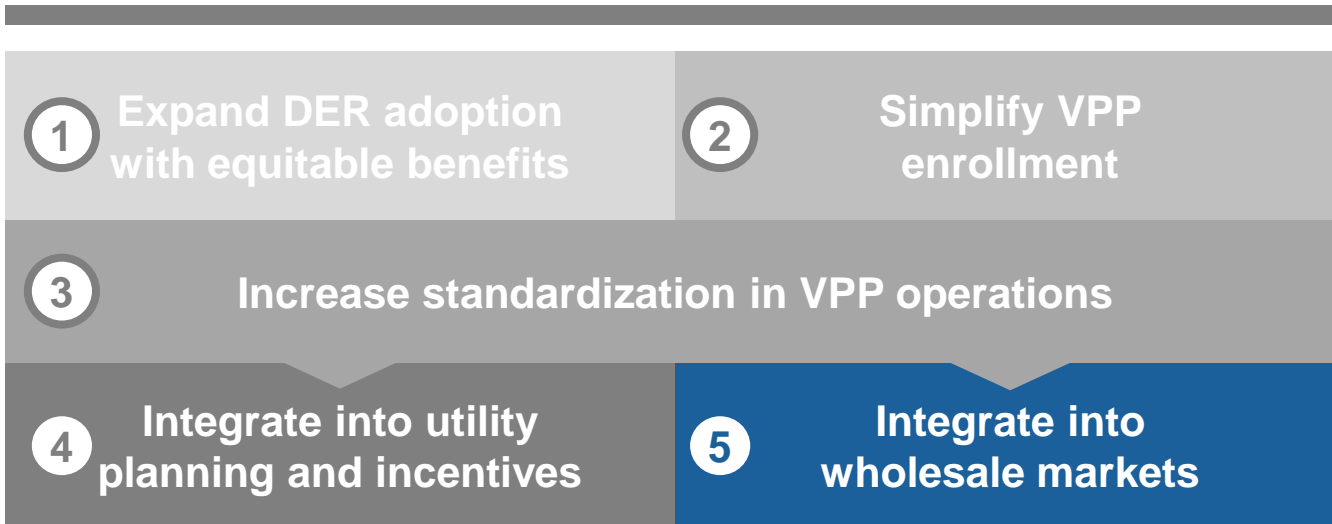 1
Expand DER adoption
with equitable benefits
2
Simplify VPP
enrollment
3
Increase standardization in VPP operations
4
Integrate into utility
planning and incentives
5
Integrate into
wholesale markets